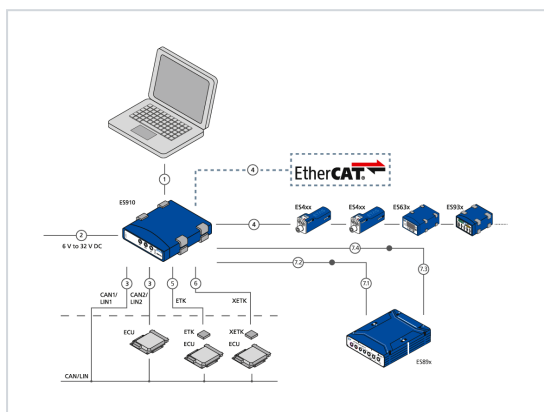 1
4
EtherCAT®
ES910
ES4xx
ES4xx
ES63x
ES93x
2
4
6 V to 32 V DC
7.4
7.2
7.3
3
3
5
6
7.1
CAN1/
LIN1
CAN2/
LIN2
ETK
XETK
ECU
ETK
ECU
XETK
ECU
ES89x
CAN/LIN